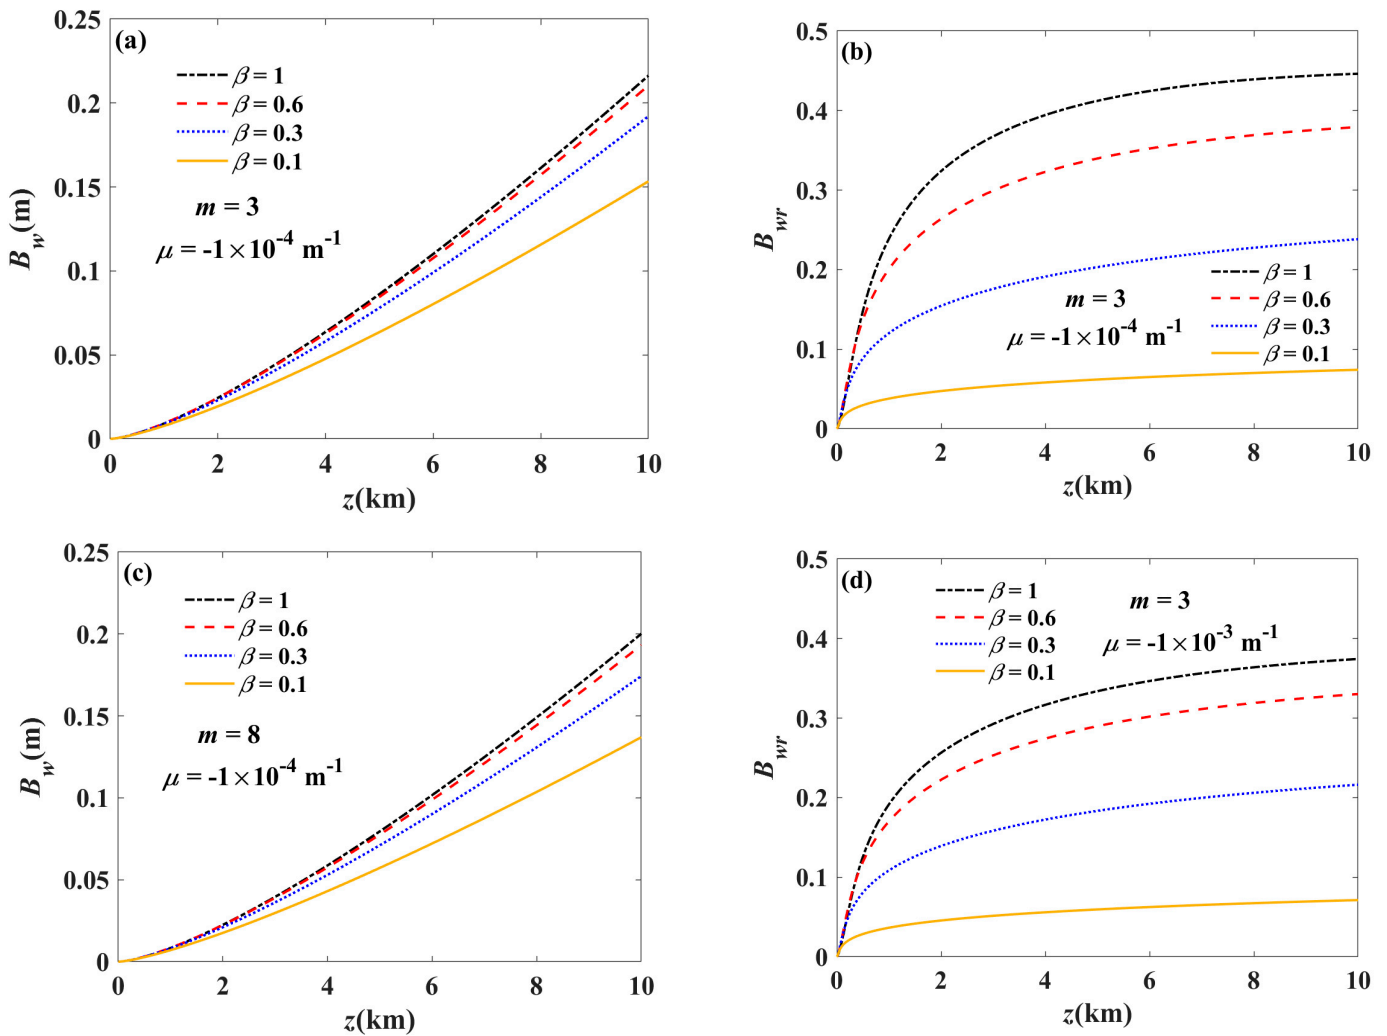 (a)
0.25
0.2
0.15
0.1
0.05
0
B_w(m)
β = 1
β = 0.6
β = 0.3
β = 0.1
m = 3
μ = -1×10⁻⁴ m⁻¹
0 2 4 6 8 10
z(km)
(b)
0.5
0.4
0.3
0.2
0.1
0
B_wr
m = 3
μ = -1×10⁻⁴ m⁻¹
β = 1
β = 0.6
β = 0.3
β = 0.1
0 2 4 6 8 10
z(km)
(c)
0.25
0.2
0.15
0.1
0.05
0
B_w(m)
β = 1
β = 0.6
β = 0.3
β = 0.1
m = 8
μ = -1×10⁻⁴ m⁻¹
0 2 4 6 8 10
z(km)
(d)
0.5
0.4
0.3
0.2
0.1
0
B_wr
β = 1
β = 0.6
β = 0.3
β = 0.1
m = 3
μ = -1×10⁻³ m⁻¹
0 2 4 6 8 10
z(km)